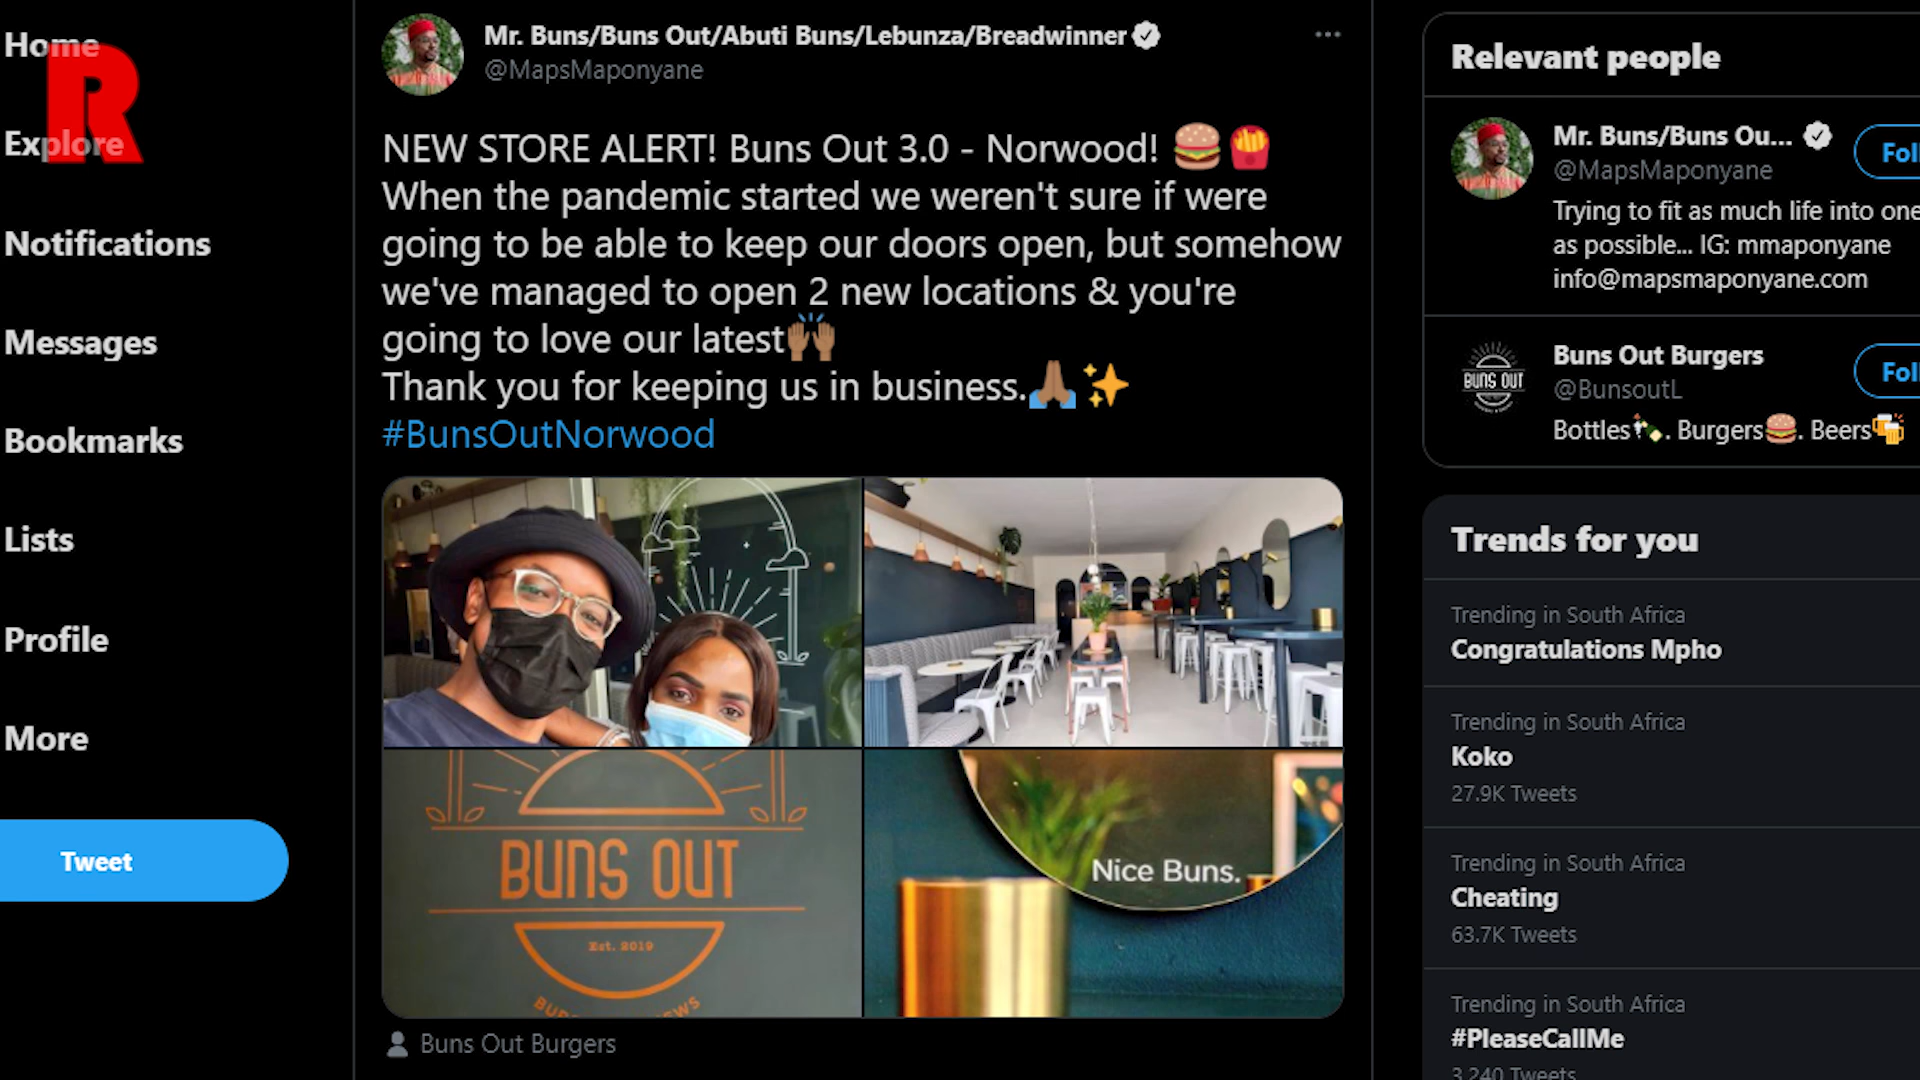 Home
R
Explore
Notifications
Messages
Bookmarks
Lists
Profile
More
Tweet
Mr. Buns/Buns Out/Abuti Buns/Lebunza/Breadwinner
@MapsMaponyane
NEW STORE ALERT! Buns Out 3.0 - Norwood! 🍔🍟
When the pandemic started we weren't sure if were
going to be able to keep our doors open, but somehow
we've managed to open 2 new locations & you're
going to love our latest🙌🏾
Thank you for keeping us in business.🙏🏾✨
#BunsOutNorwood
BUNS OUT
Est. 2019
Nice Buns.
Buns Out Burgers
Relevant people
Mr. Buns/Buns Ou...
@MapsMaponyane
Foll
Trying to fit as much life into one
as possible... IG: mmaponyane
info@mapsmaponyane.com
BUNS OUT
Buns Out Burgers
@BunsoutL
Foll
Bottles🍾. Burgers🍔. Beers🍻
Trends for you
Trending in South Africa
Congratulations Mpho
Trending in South Africa
Koko
27.9K Tweets
Trending in South Africa
Cheating
63.7K Tweets
Trending in South Africa
#PleaseCallMe
3,240 Tweets